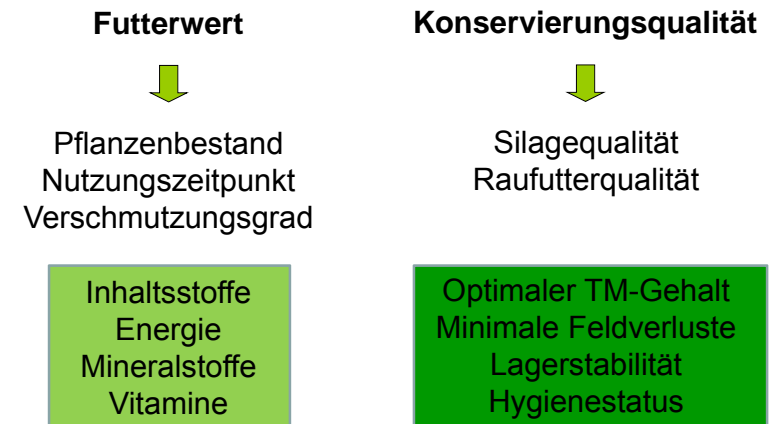 Futterwert
Pflanzenbestand
Nutzungszeitpunkt
Verschmutzungsgrad
Inhaltsstoffe
Energie
Mineralstoffe
Vitamine
Konservierungsqualität
Silagequalität
Raufutterqualität
Optimaler TM-Gehalt
Minimale Feldverluste
Lagerstabilität
Hygienestatus